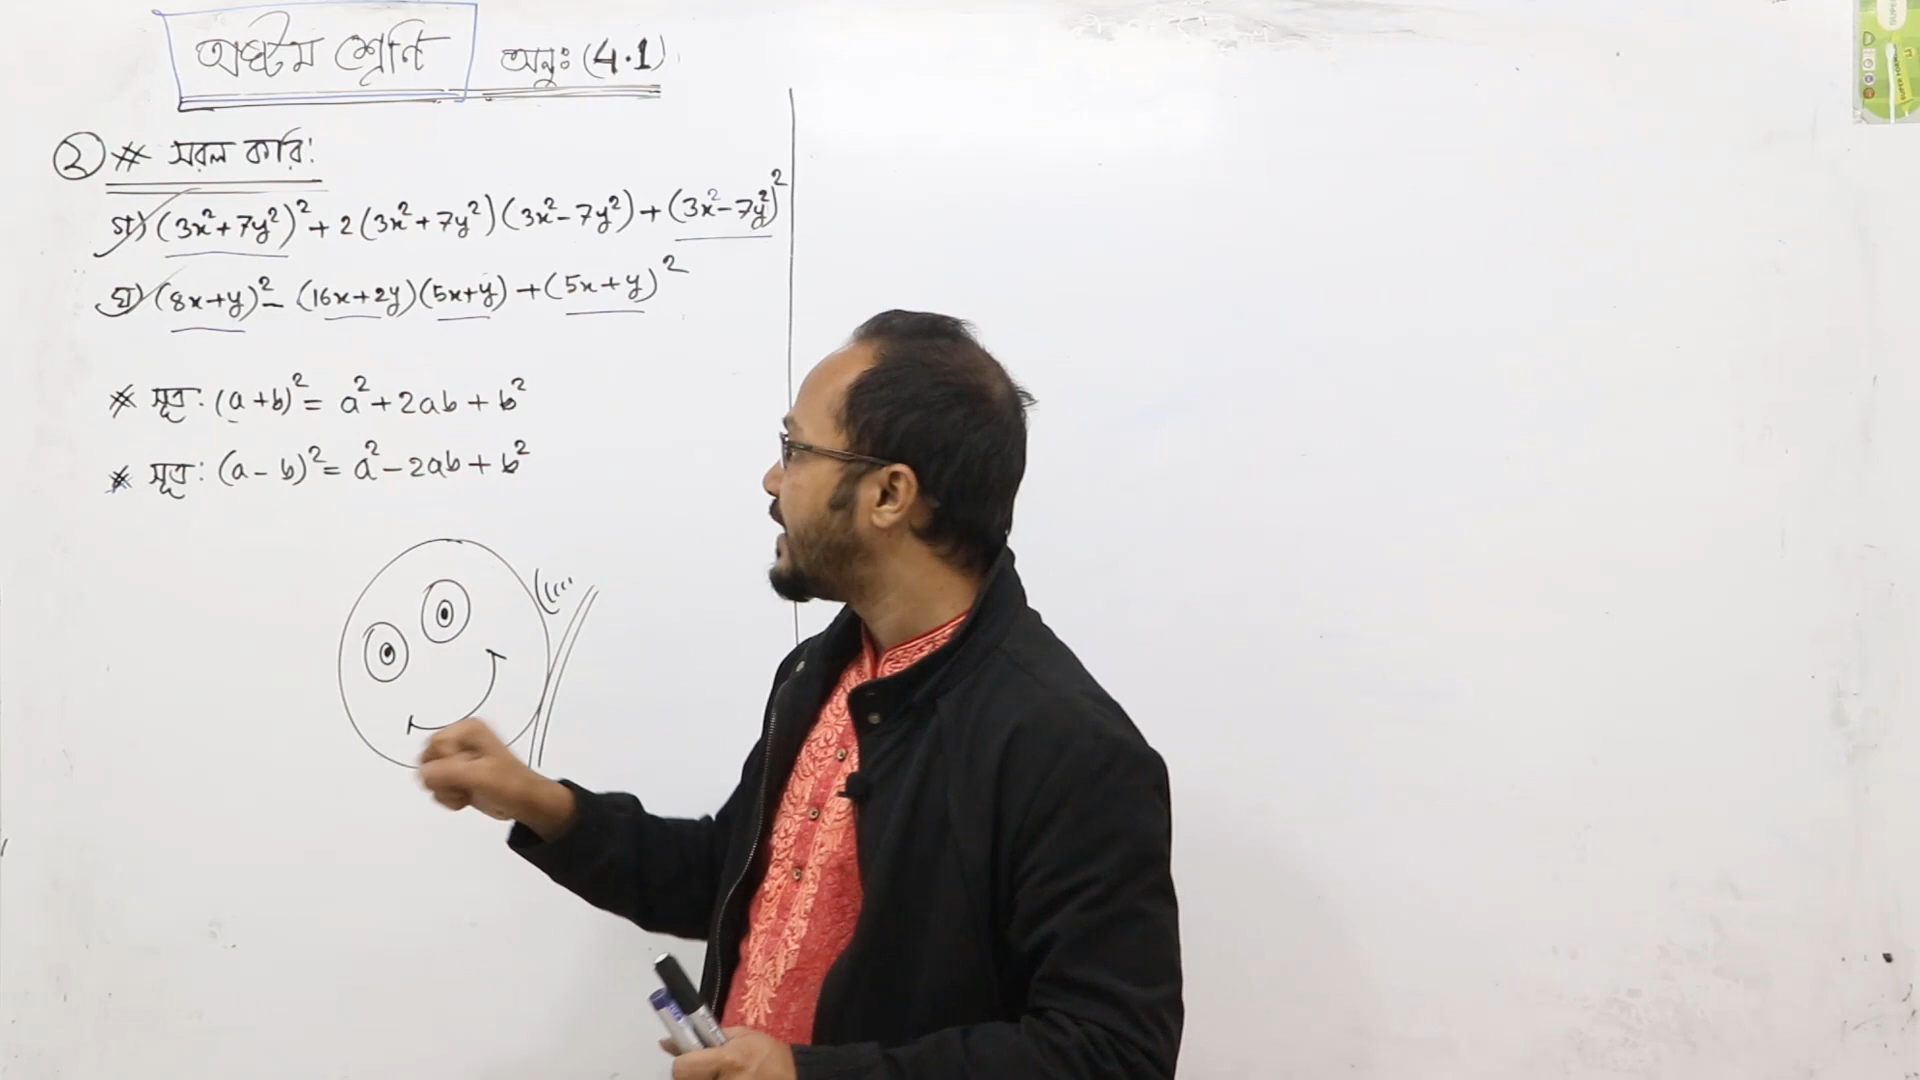 অষ্টম শ্রেণি অনুঃ (4.1)
২ # সরল করি:
গ) (3x²+7y²)² + 2(3x²+7y²)(3x²-7y²)+(3x²-7y²)²
ঘ) (8x+y)² - (16x+2y)(5x+y)+(5x+y)²
* সূত্র: (a+b)² = a²+2ab+b²
* সূত্র: (a-b)² = a²-2ab+b²